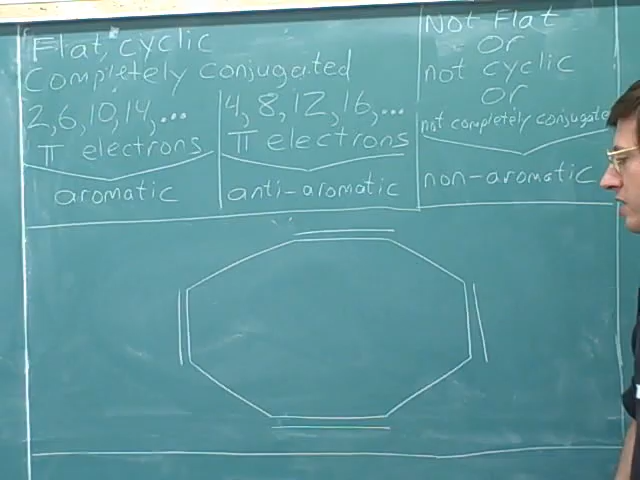 Flat, cyclic
Completely conjugated
2, 6, 10, 14, ...
π electrons
aromatic
4, 8, 12, 16, ...
π electrons
anti-aromatic
Not Flat
or
not cyclic
or
not completely conjugated
non-aromatic